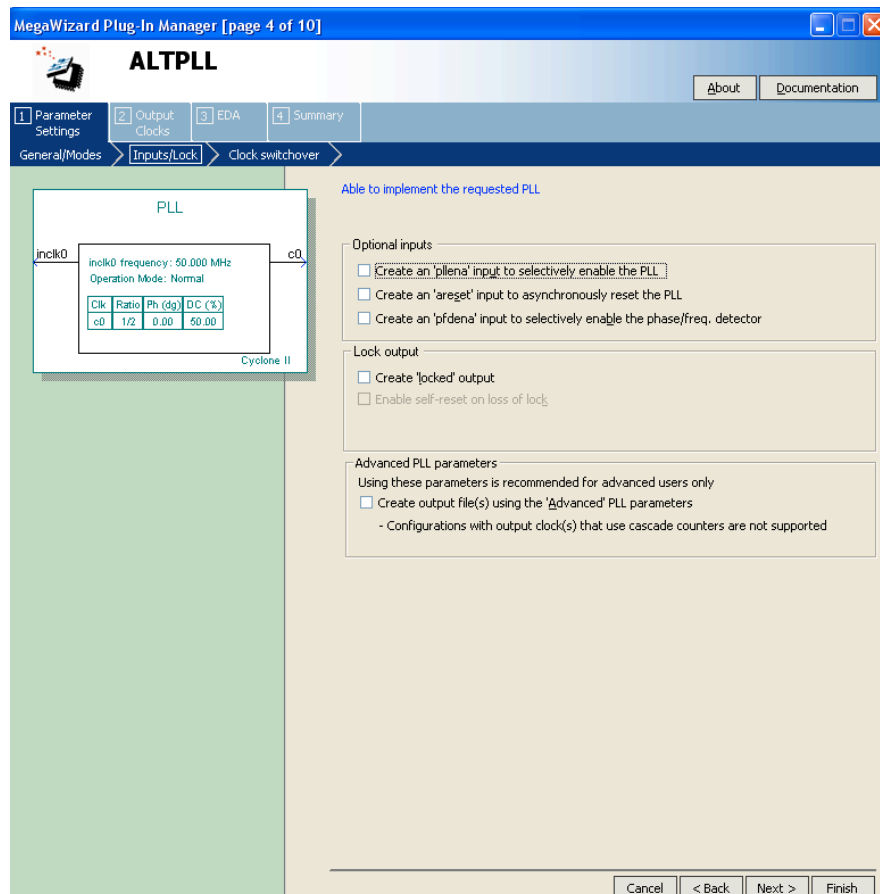 MegaWizard Plug-In Manager [page 4 of 10]
ALTPLL
About
Documentation
1 Parameter Settings
2 Output Clocks
3 EDA
4 Summary
General/Modes
Inputs/Lock
Clock switchover
PLL
inclk0
c0
inclk0 frequency: 50.000 MHz
Operation Mode: Normal
Clk Ratio Ph (dg) DC (%)
c0 1/2 0.00 50.00
Cyclone II
Able to implement the requested PLL
Optional inputs
Create an 'pllena' input to selectively enable the PLL
Create an 'areset' input to asynchronously reset the PLL
Create an 'pfdena' input to selectively enable the phase/freq. detector
Lock output
Create 'locked' output
Enable self-reset on loss of lock
Advanced PLL parameters
Using these parameters is recommended for advanced users only
Create output file(s) using the 'Advanced' PLL parameters
- Configurations with output clock(s) that use cascade counters are not supported
Cancel
< Back
Next >
Finish